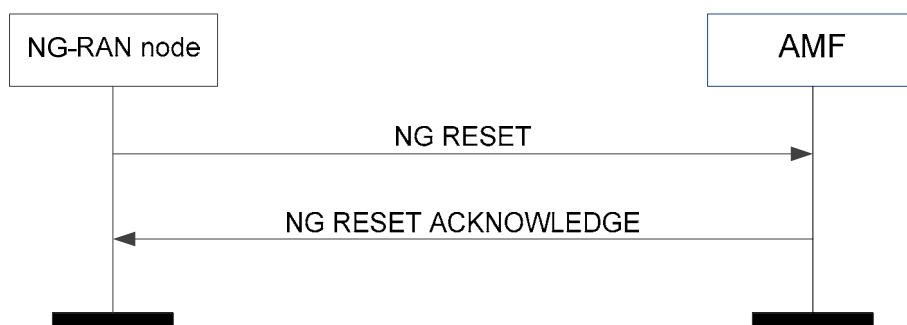 NG-RAN node
AMF
NG RESET
NG RESET ACKNOWLEDGE